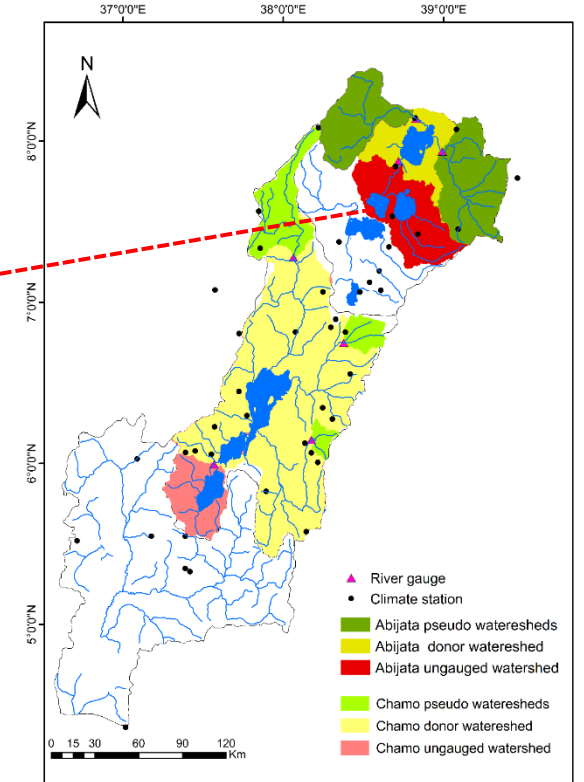 37°0'0"E 38°0'0"E 39°0'0"E
N
8°0'0"N
7°0'0"N
6°0'0"N
5°0'0"N
River gauge
Climate station
Abijata pseudo wateresheds
Abijata donor watereshed
Abijata ungauged watershed
Chamo pseudo wateresheds
Chamo donor watereshed
Chamo ungauged watershed
0 15 30 60 90 120
Km